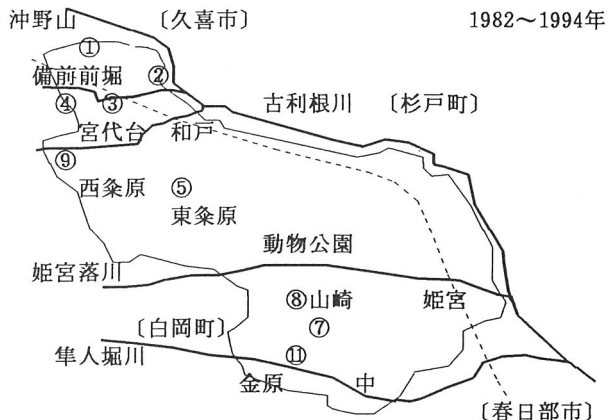 沖野山 〔久喜市〕 1982～1994年
①
備前前堀 ②
④ ③ 古利根川 〔杉戸町〕
宮代台 和戸
⑨
西粂原 ⑤
東粂原
動物公園
姫宮落川
⑧山崎 姫宮
〔白岡町〕 ⑦
隼人堀川 ⑪
金原 中
〔春日部市〕